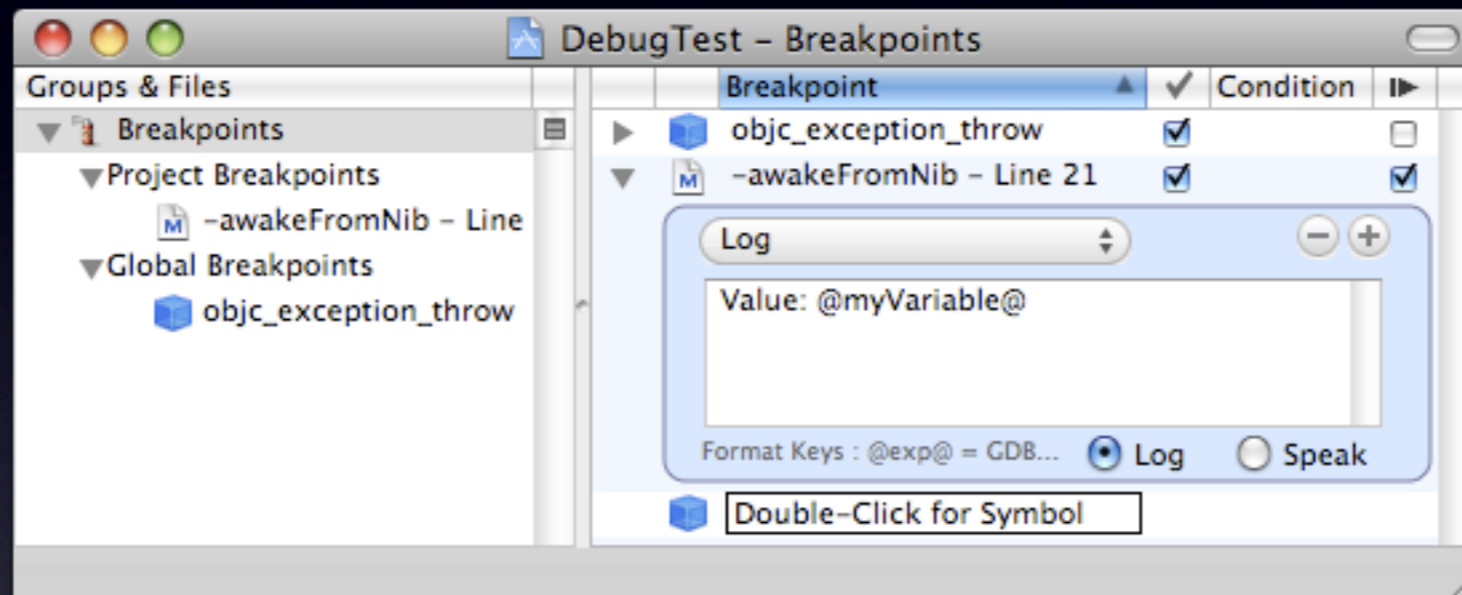 DebugTest – Breakpoints
Groups & Files
Breakpoints
Project Breakpoints
-awakeFromNib – Line
Global Breakpoints
objc_exception_throw
Breakpoint Condition
objc_exception_throw
-awakeFromNib – Line 21
Log
Value: @myVariable@
Format Keys : @exp@ = GDB... Log Speak
Double-Click for Symbol